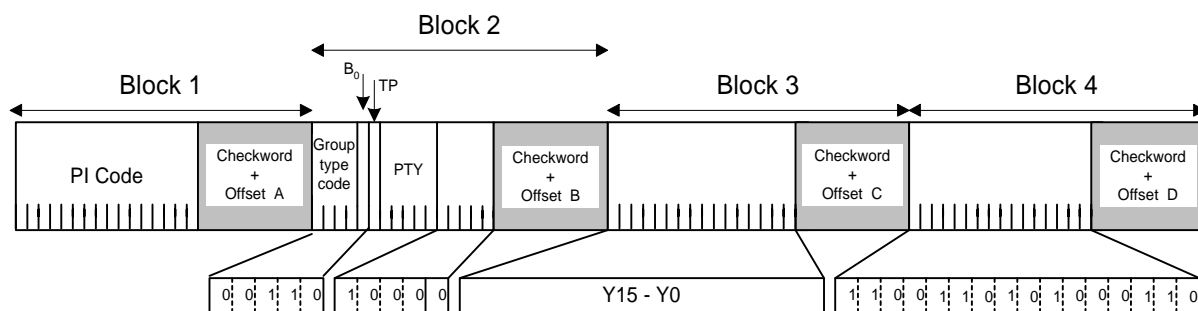 Block 2
B0
TP
Block 1
Block 3
Block 4
PI Code
Checkword
+
Offset A
Group
type
code
PTY
Checkword
+
Offset B
Checkword
+
Offset C
Checkword
+
Offset D
0 0 1 1 0
1 0 0 0 0
Y15 - Y0
1 1 0 0 1 1 0 1 0 1 0 0 0 1 1 0